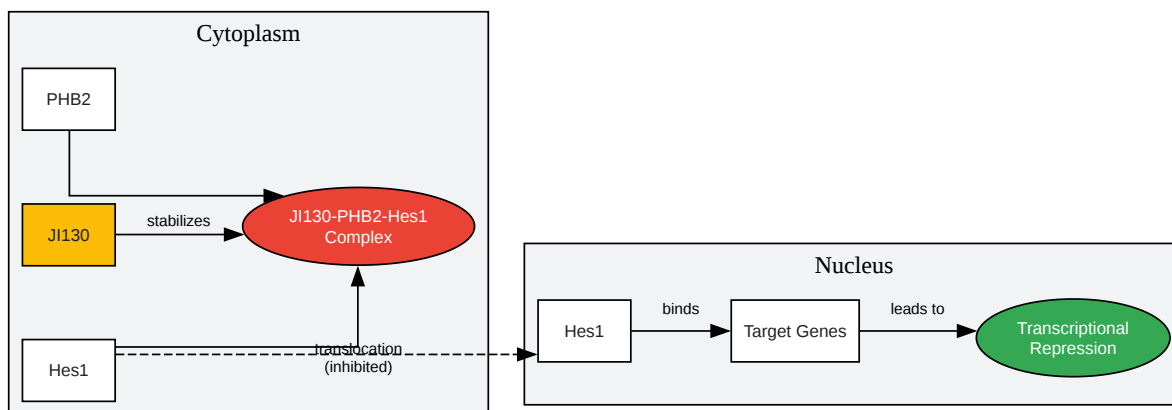 Cytoplasm
PHB2
JI130
stabilizes
JI130-PHB2-Hes1
Complex
Hes1
translocation
(inhibited)
Nucleus
Hes1
binds
Target Genes
leads to
Transcriptional
Repression